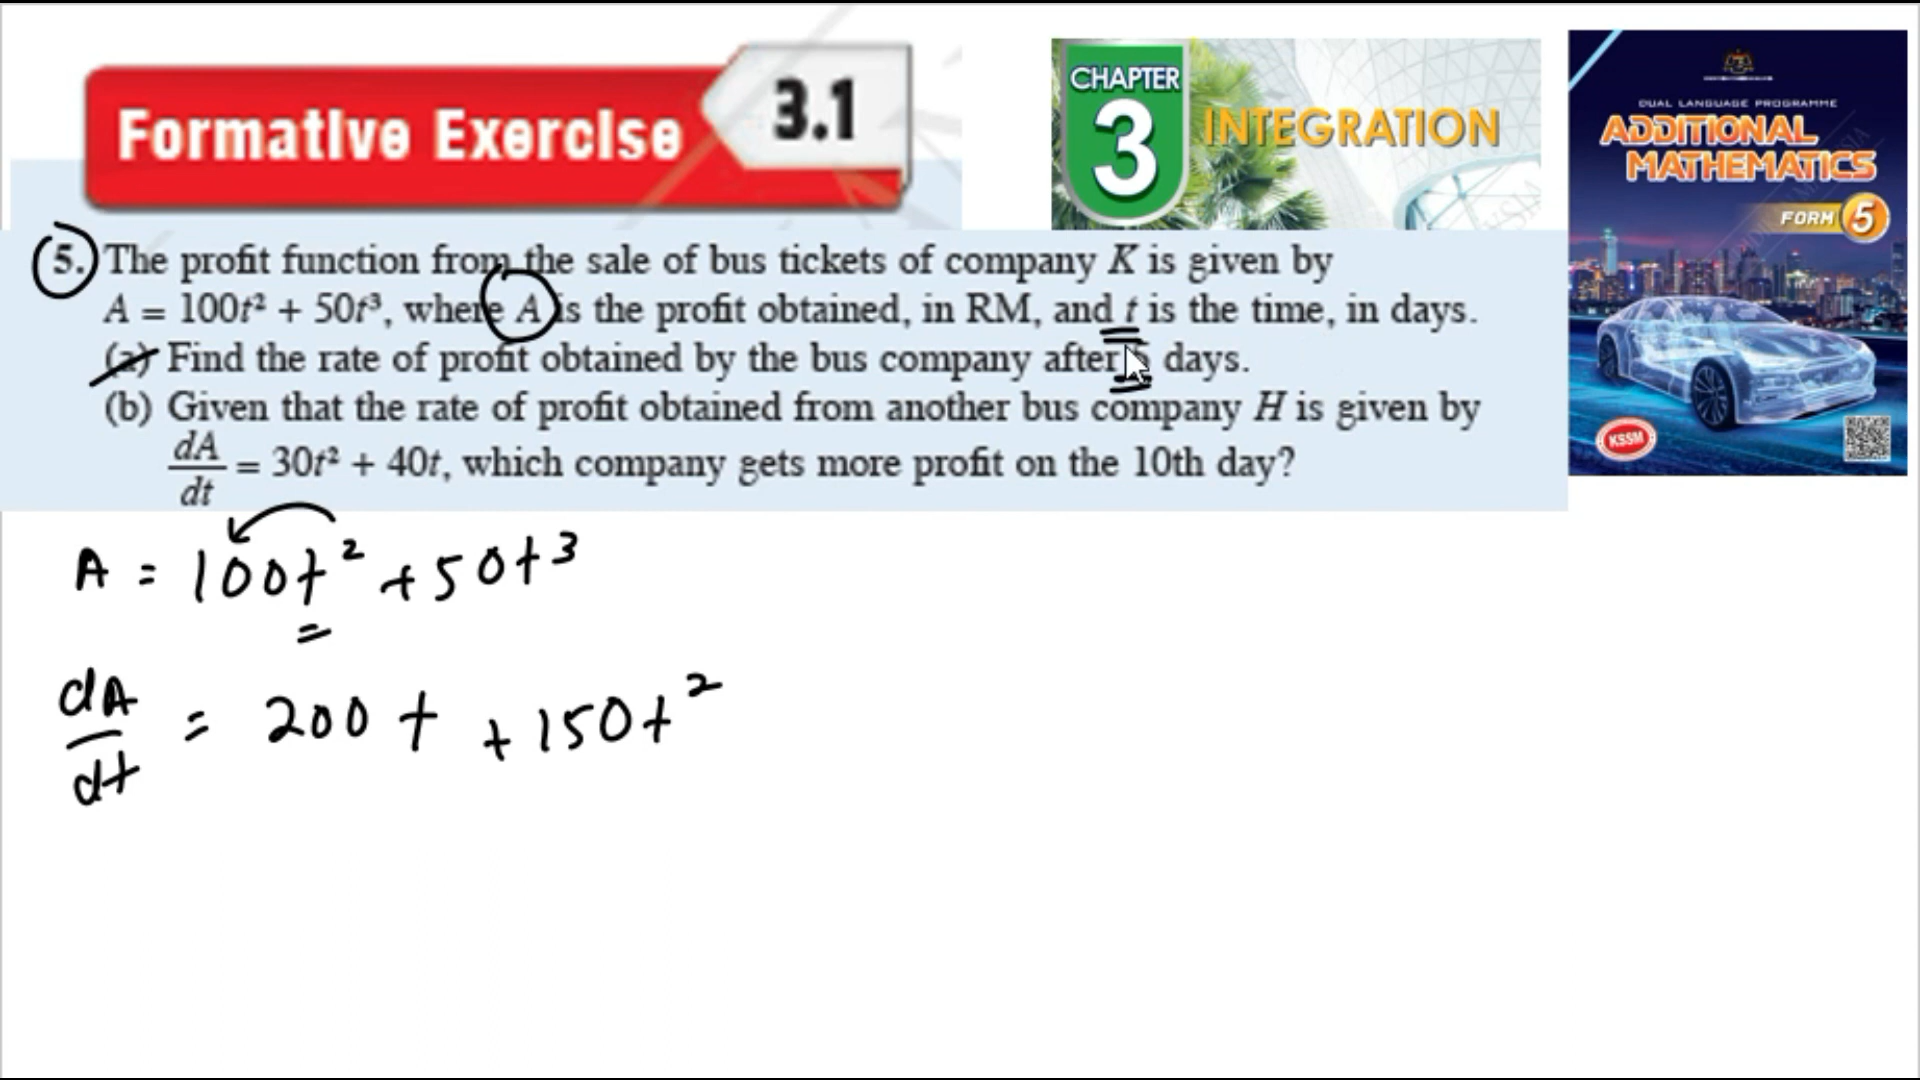 Formative Exercise 3.1
CHAPTER
3
INTEGRATION
DUAL LANGUAGE PROGRAMME
ADDITIONAL
MATHEMATICS
FORM 5
KSSM
5. The profit function from the sale of bus tickets of company K is given by
A = 100t² + 50t³, where A is the profit obtained, in RM, and t is the time, in days.
(a) Find the rate of profit obtained by the bus company after days.
(b) Given that the rate of profit obtained from another bus company H is given by
dA/dt = 30t² + 40t, which company gets more profit on the 10th day?
A = 100t² + 50t³
dA/dt = 200t + 150t²